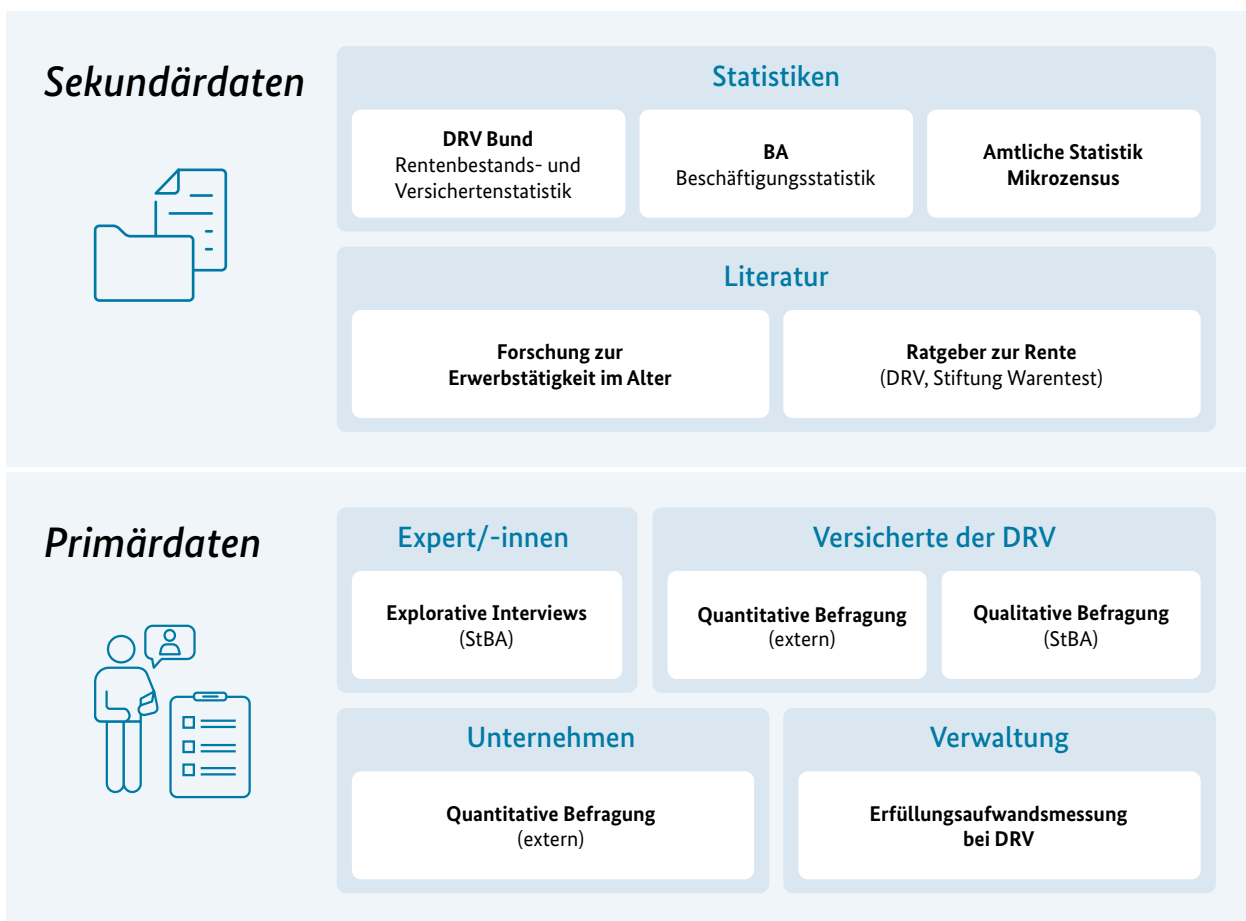 Sekundärdaten
Statistiken
DRV Bund
Rentenbestands- und
Versichertenstatistik
BA
Beschäftigungsstatistik
Amtliche Statistik
Mikrozensus
Literatur
Forschung zur
Erwerbstätigkeit im Alter
Ratgeber zur Rente
(DRV, Stiftung Warentest)
Primärdaten
Expert/-innen
Explorative Interviews
(StBA)
Versicherte der DRV
Quantitative Befragung
(extern)
Qualitative Befragung
(StBA)
Unternehmen
Quantitative Befragung
(extern)
Verwaltung
Erfüllungsaufwandsmessung
bei DRV